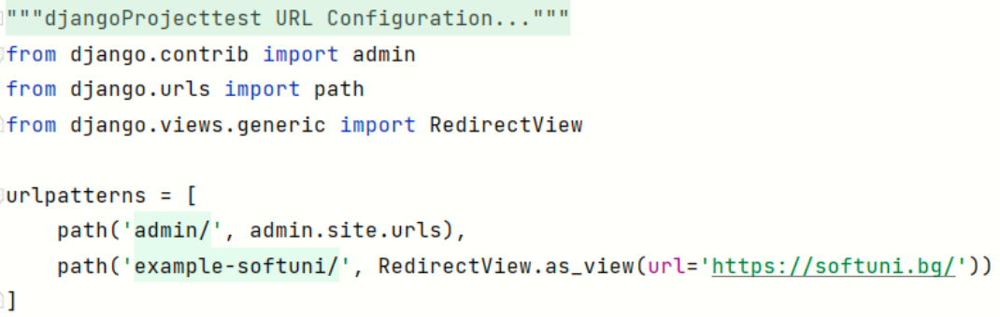 """djangoProjecttest URL Configuration..."""
from django.contrib import admin
from django.urls import path
from django.views.generic import RedirectView
urlpatterns = [
    path('admin/', admin.site.urls),
    path('example-softuni/', RedirectView.as_view(url='https://softuni.bg/'))
]